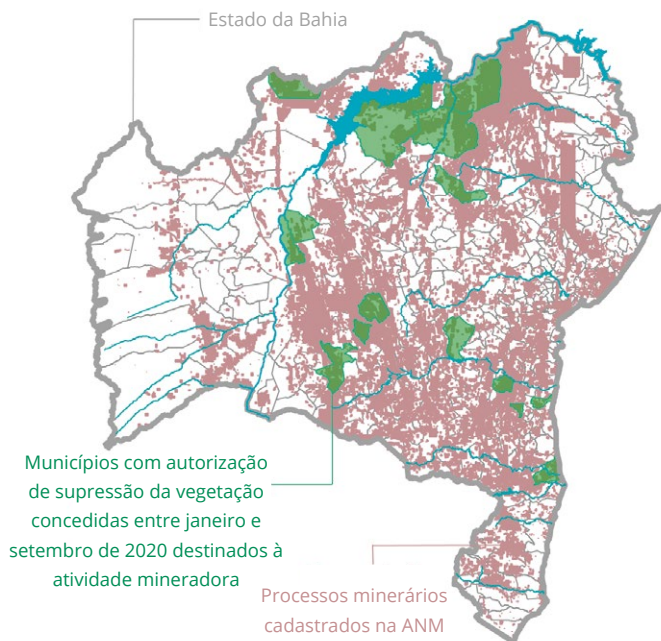 Estado da Bahia
Municípios com autorização
de supressão da vegetação
concedidas entre janeiro e
setembro de 2020 destinados à
atividade mineradora
Processos minerários
cadastrados na ANM